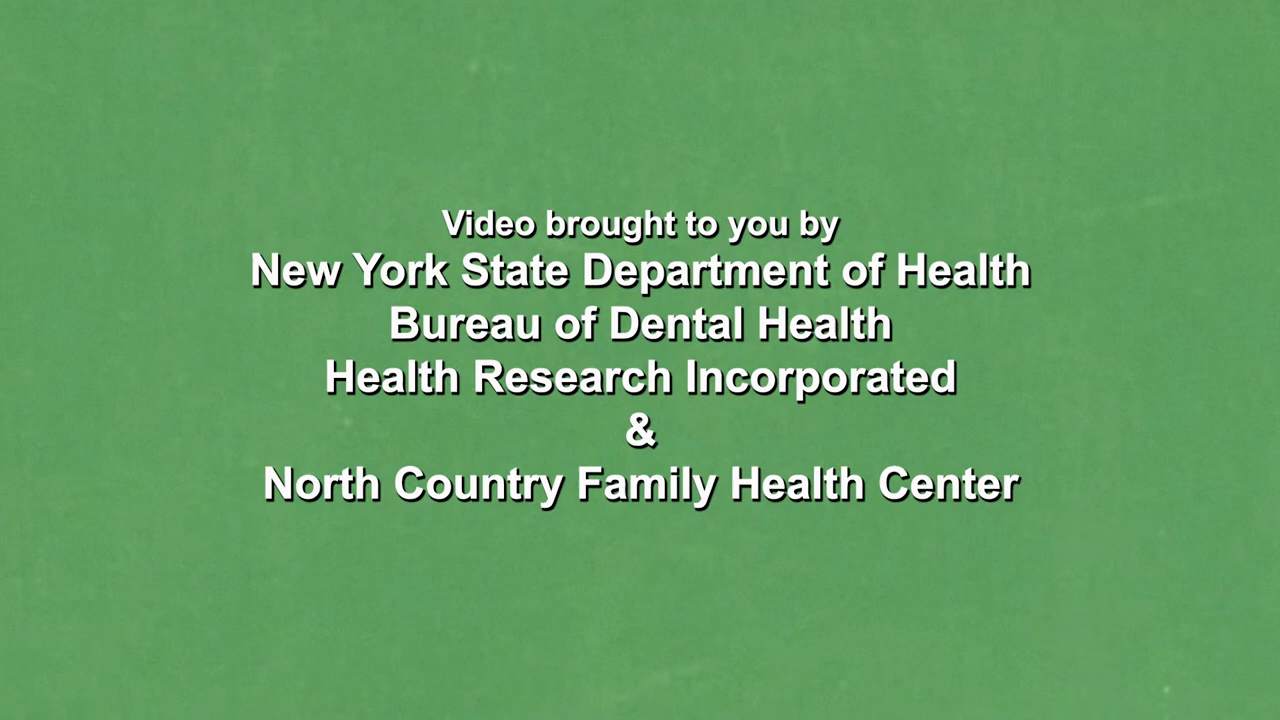 Video brought to you by
New York State Department of Health
Bureau of Dental Health
Health Research Incorporated
&
North Country Family Health Center